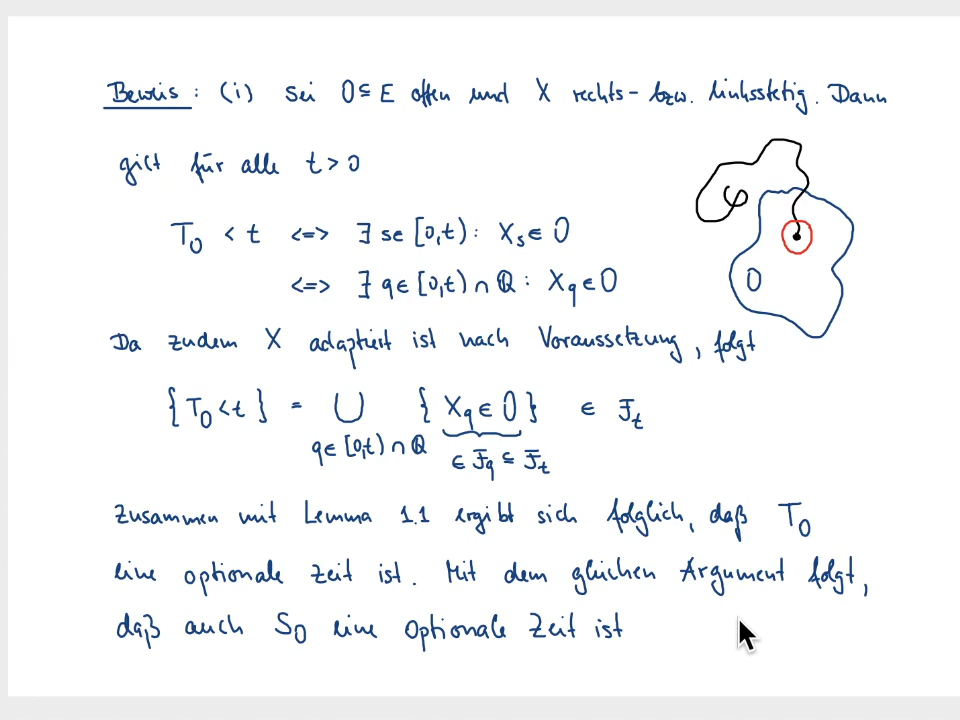 Beweis: (i) Sei O ⊆ E offen und X rechts- bzw. linksstetig. Dann
gilt für alle t > 0
T_O < t <=> ∃ s∈[0,t): X_s ∈ O
<=> ∃ q∈[0,t) ∩ ℚ: X_q ∈ O
O
Da zudem X adaptiert ist nach Voraussetzung, folgt
{T_O < t} = ⋃ {X_q ∈ O} ∈ ℱ_t
q∈[0,t) ∩ ℚ ∈ ℱ_q ⊆ ℱ_t
Zusammen mit Lemma 1.1 ergibt sich folglich, daß T_O
eine optionale Zeit ist. Mit dem gleichen Argument folgt,
daß auch S_O eine optionale Zeit ist